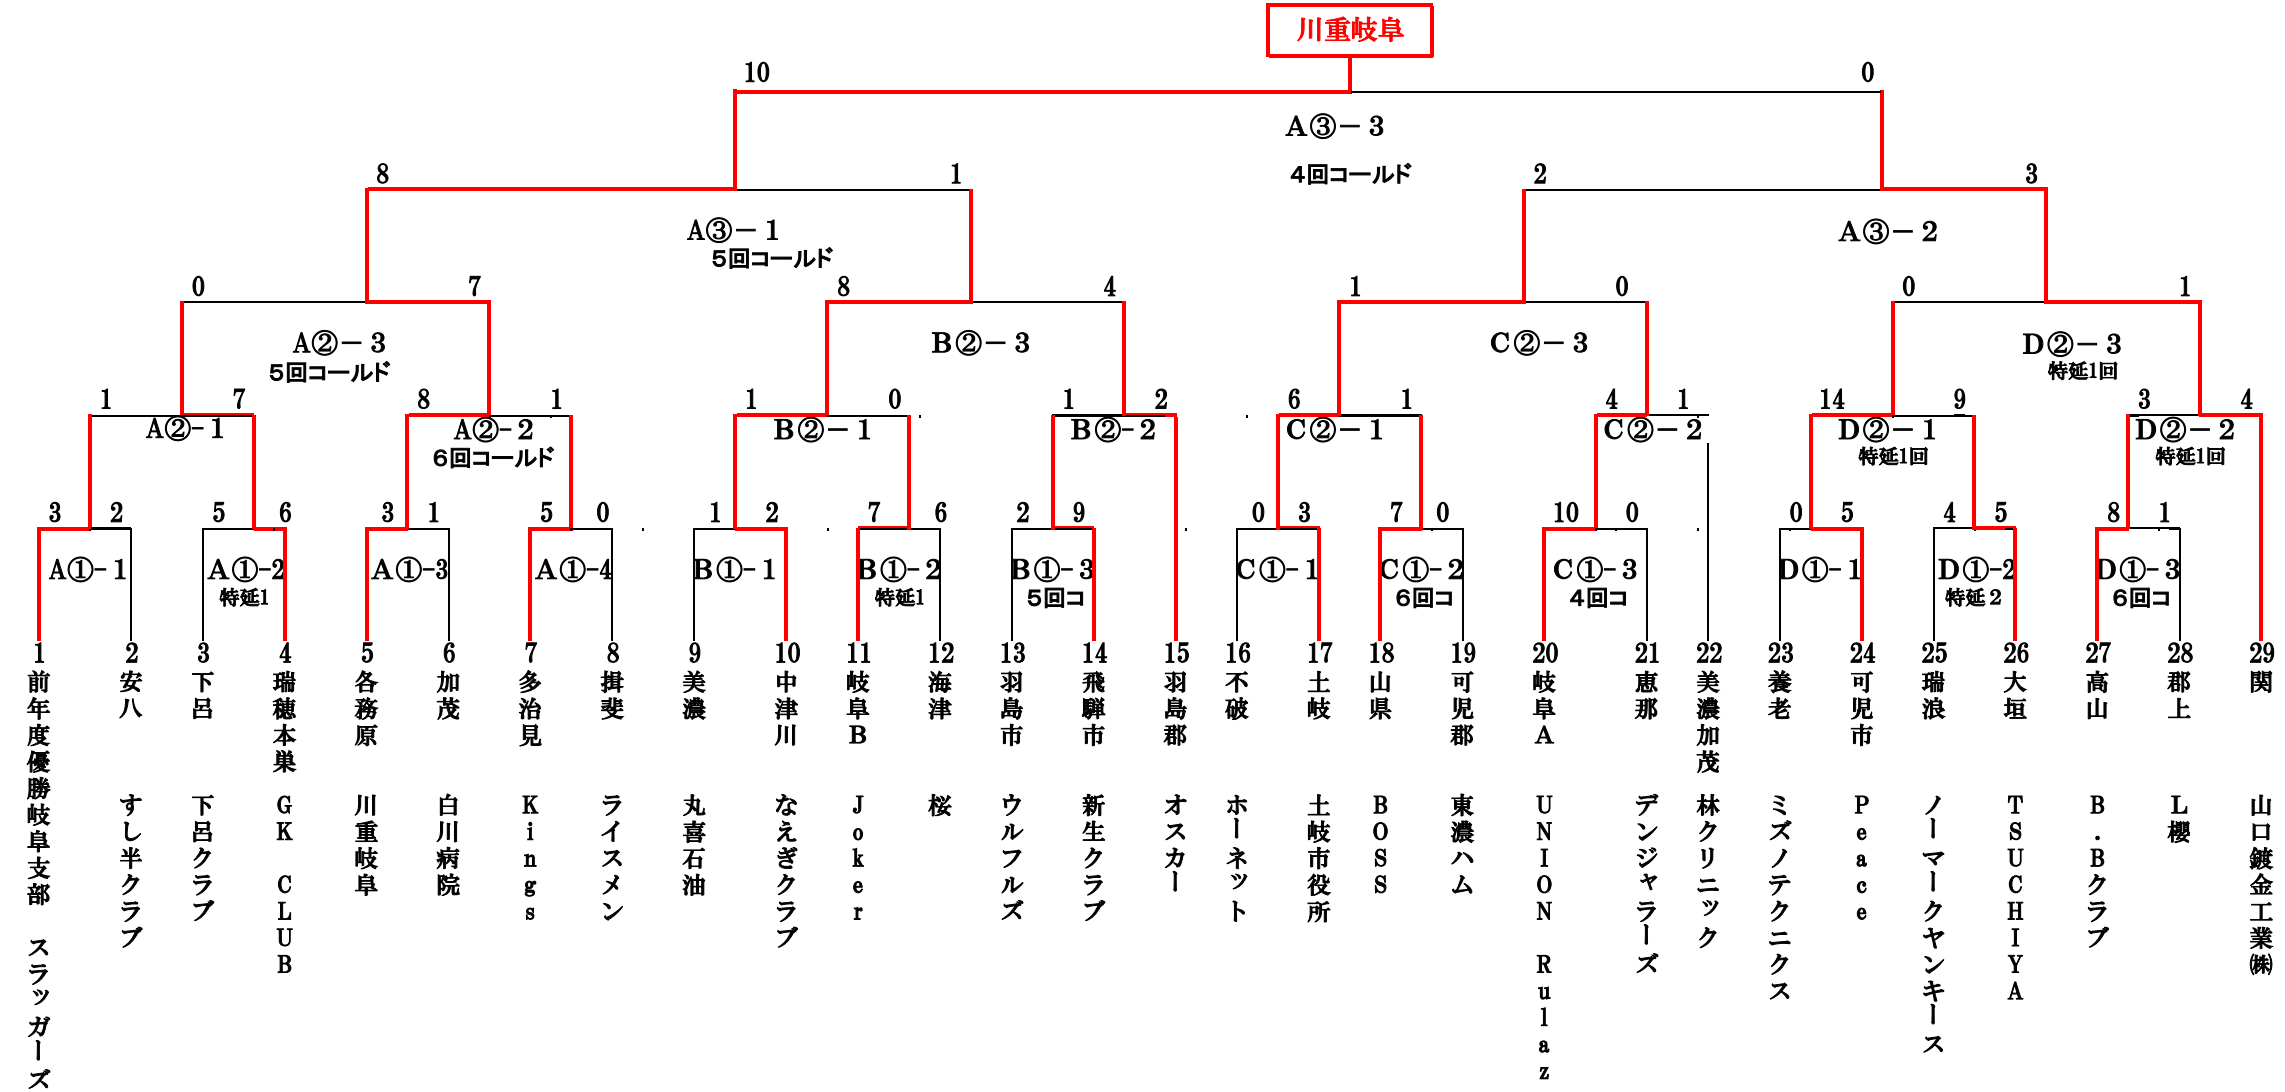 川重岐阜
10 0
A③－3
4回コールド
8 1 2 3
A③－1 A③－2
5回コールド
0 7 8 4 1 0 0 1
A②－3 B②－3 C②－3 D②－3
5回コールド 特延1回
1 7 8 1 1 0 1 2 6 1 4 1 14 9 3 4
A②-1 A②-2 B②－1 B②-2 C②－1 C②－2 D②－1 D②－2
6回コールド 特延1回 特延1回
3 2 5 6 3 1 5 0 1 2 7 6 2 9 0 3 7 0 10 0 0 5 4 5 8 1
A①-1 A①-2 A①-3 A①-4 B①-1 B①-2 B①-3 C①-1 C①-2 C①-3 D①-1 D①-2 D①-3
特延1 特延1 5回コ 6回コ 4回コ 特延2 6回コ
1 前年度優勝岐阜支部 スラッガーズ
2 安八 すし半クラブ
3 下呂 下呂クラブ
4 瑞穂本巣 GK CLUB
5 各務原 川重岐阜
6 加茂 白川病院
7 多治見 Kings
8 揖斐 ライスメン
9 美濃 丸喜石油
10 中津川 なえぎクラブ
11 岐阜B Joker
12 海津 桜
13 羽島市 ウルフルズ
14 飛騨市 新生クラブ
15 羽島郡 オスカー
16 不破 ホーネット
17 土岐 土岐市役所
18 山県 BOSS
19 可児郡 東濃ハム
20 岐阜A UNION Rulaz
21 恵那 デンジャラーズ
22 美濃加茂 林クリニック
23 養老 ミズノテクニクス
24 可児市 Peace
25 瑞浪 ノーマークヤンキース
26 大垣 TSUCHIYA
27 高山 B.Bクラブ
28 郡上 L櫻
29 関 山口鍍金工業㈱